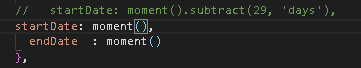 //   startDate: moment().subtract(29, 'days'),
startDate: moment(),
  endDate  : moment()
},